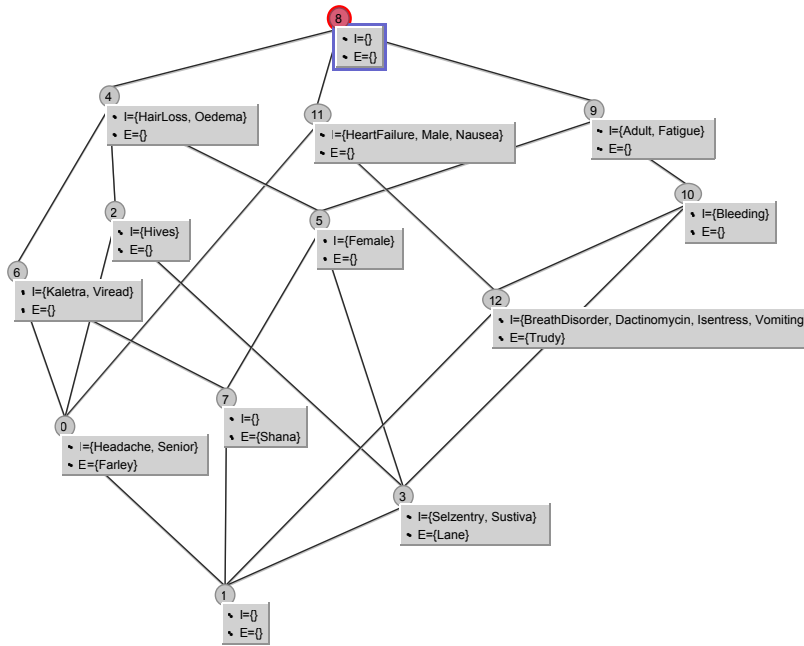 8
I={}
E={}
4
I={HairLoss, Oedema}
E={}
11
I={HeartFailure, Male, Nausea}
E={}
9
I={Adult, Fatigue}
E={}
2
I={Hives}
E={}
5
I={Female}
E={}
10
I={Bleeding}
E={}
6
I={Kaletra, Viread}
E={}
12
I={BreathDisorder, Dactinomycin, Isentress, Vomiting
E={Trudy}
7
I={}
E={Shana}
0
I={Headache, Senior}
E={Farley}
3
I={Selzentry, Sustiva}
E={Lane}
1
I={}
E={}